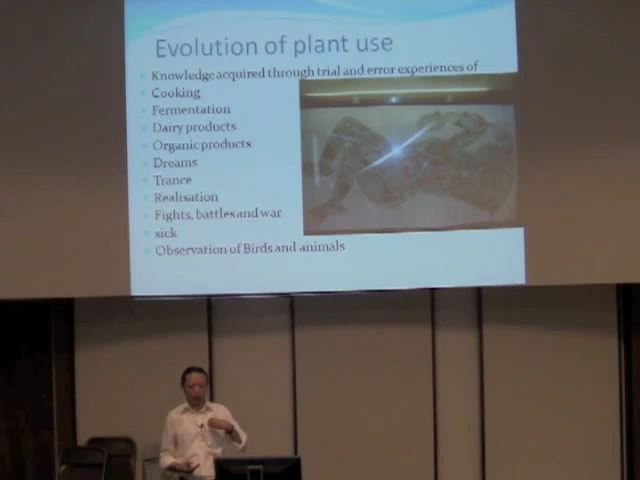 Evolution of plant use
Knowledge acquired through trial and error experiences of
Cooking
Fermentation
Dairy products
Organic products
Dreams
Trance
Realisation
Fights, battles and war
sick
Observation of Birds and animals